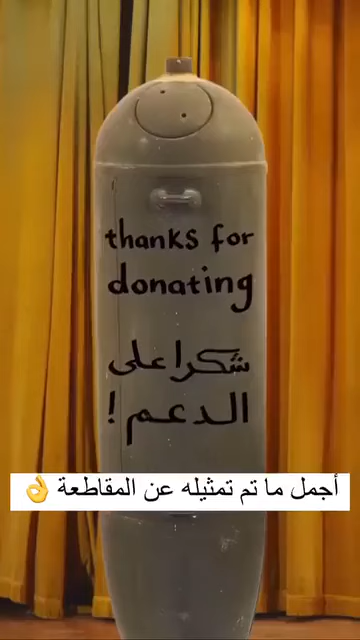 thanks for
donating
شكرا على
الدعم !
أجمل ما تم تمثيله عن المقاطعة 👌